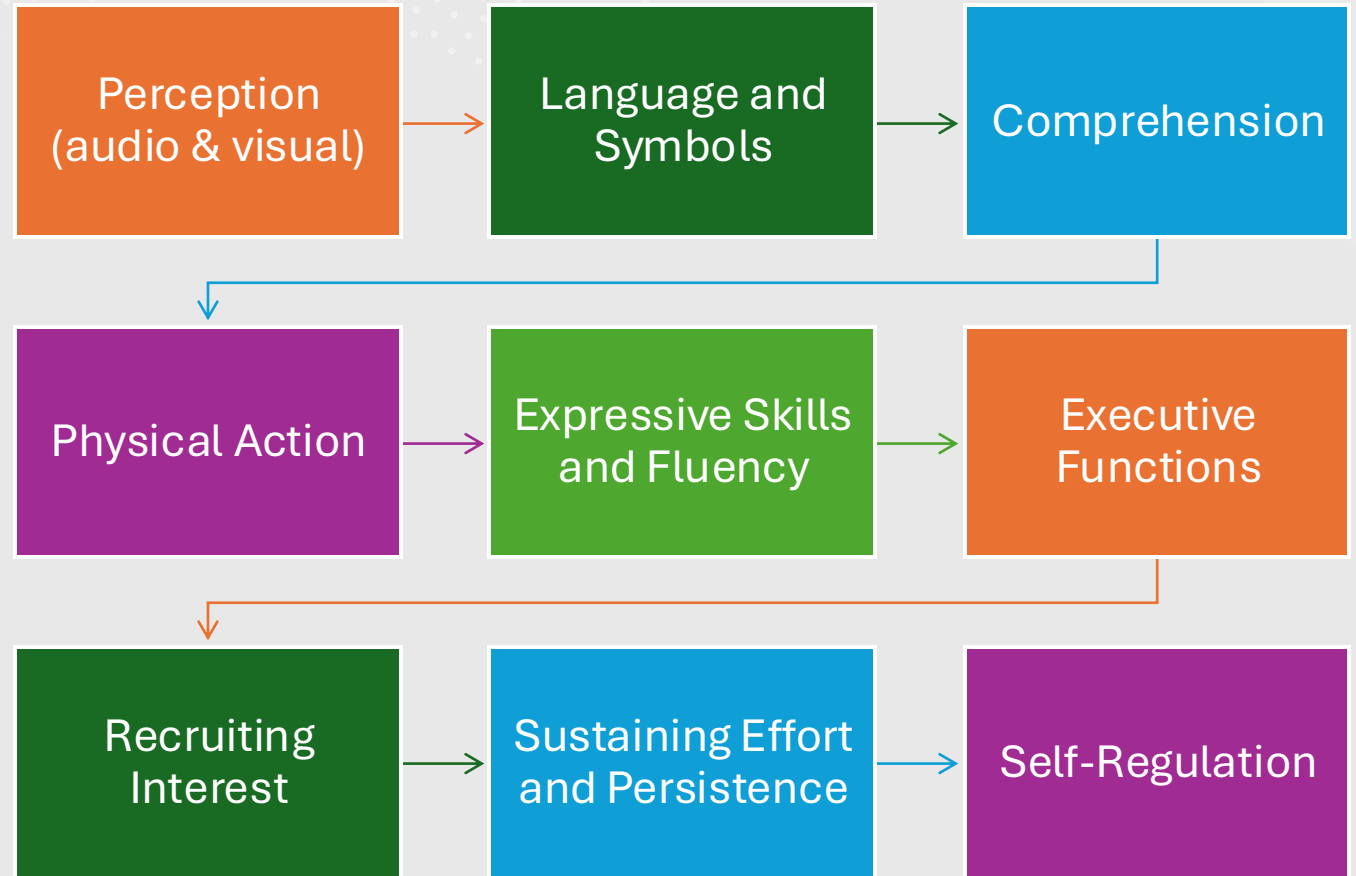 Perception
(audio & visual)
Language and
Symbols
Comprehension
Physical Action
Expressive Skills
and Fluency
Executive
Functions
Recruiting
Interest
Sustaining Effort
and Persistence
Self-Regulation